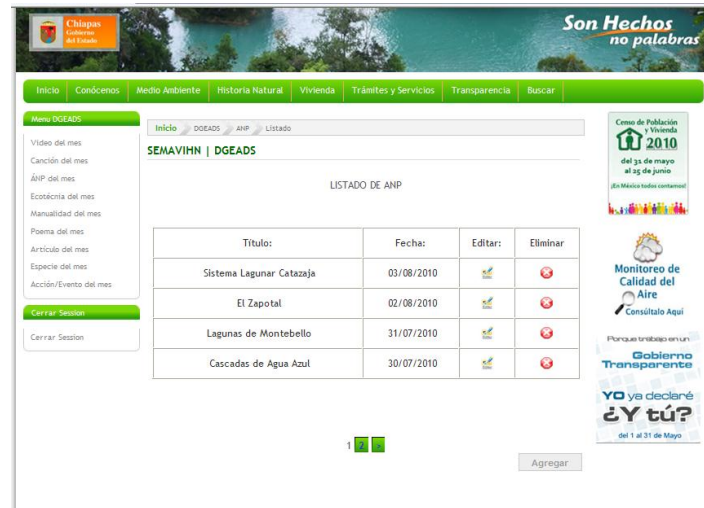 Chiapas
Gobierno
del Estado
Son Hechos
no palabras
Inicio Conócenos Medio Ambiente Historia Natural Vivienda Trámites y Servicios Transparencia Buscar
Menu DGEADS
Video del mes
Canción del mes
ÁNP del mes
Ecotécnia del mes
Manualidad del mes
Poema del mes
Artículo del mes
Especie del mes
Acción/Evento del mes
Cerrar Session
Cerrar Session
Inicio DGEADS ANP Listado
SEMAVIHN | DGEADS
LISTADO DE ANP
Título: Fecha: Editar: Eliminar
Sistema Lagunar Catazaja 03/08/2010
El Zapotal 02/08/2010
Lagunas de Montebello 31/07/2010
Cascadas de Agua Azul 30/07/2010
1 2 »
Agregar
Censo de Población
y Vivienda
2010
del 31 de mayo
al 25 de junio
¡En México todos contamos!
Monitoreo de
Calidad del
Aire
Consúltalo Aquí
Porque trabajo en un
Gobierno
Transparente
YO ya declaré
¿Y tú?
del 1 al 31 de Mayo